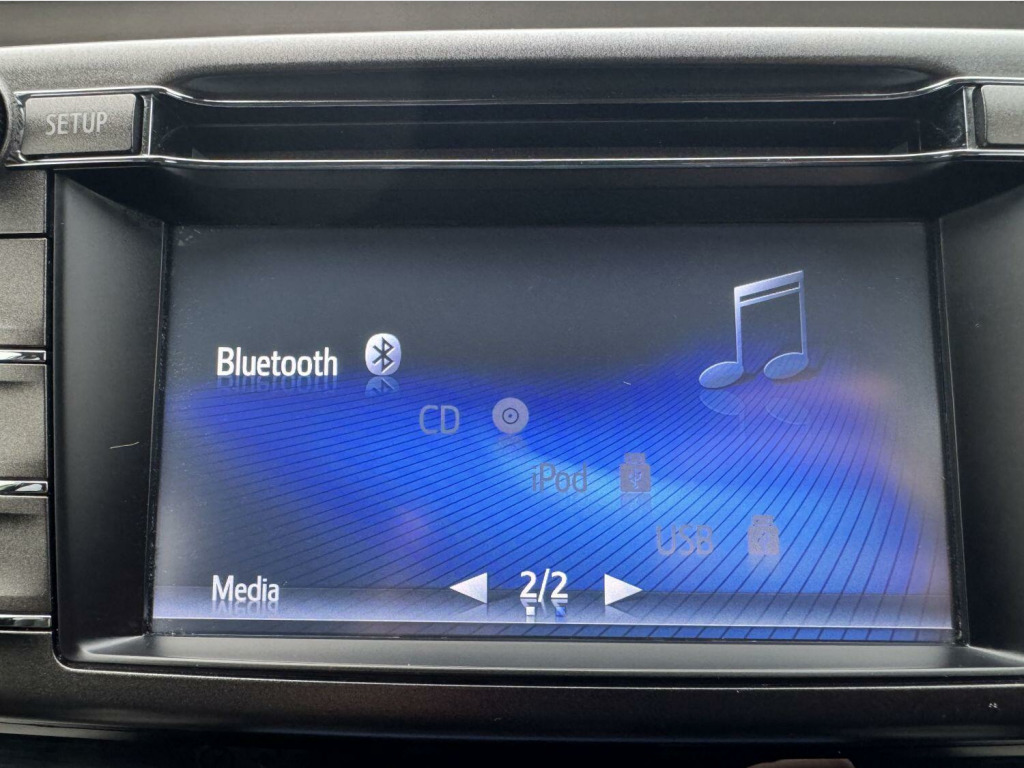 SETUP
Bluetooth
CD
iPod
USB
Media
2/2